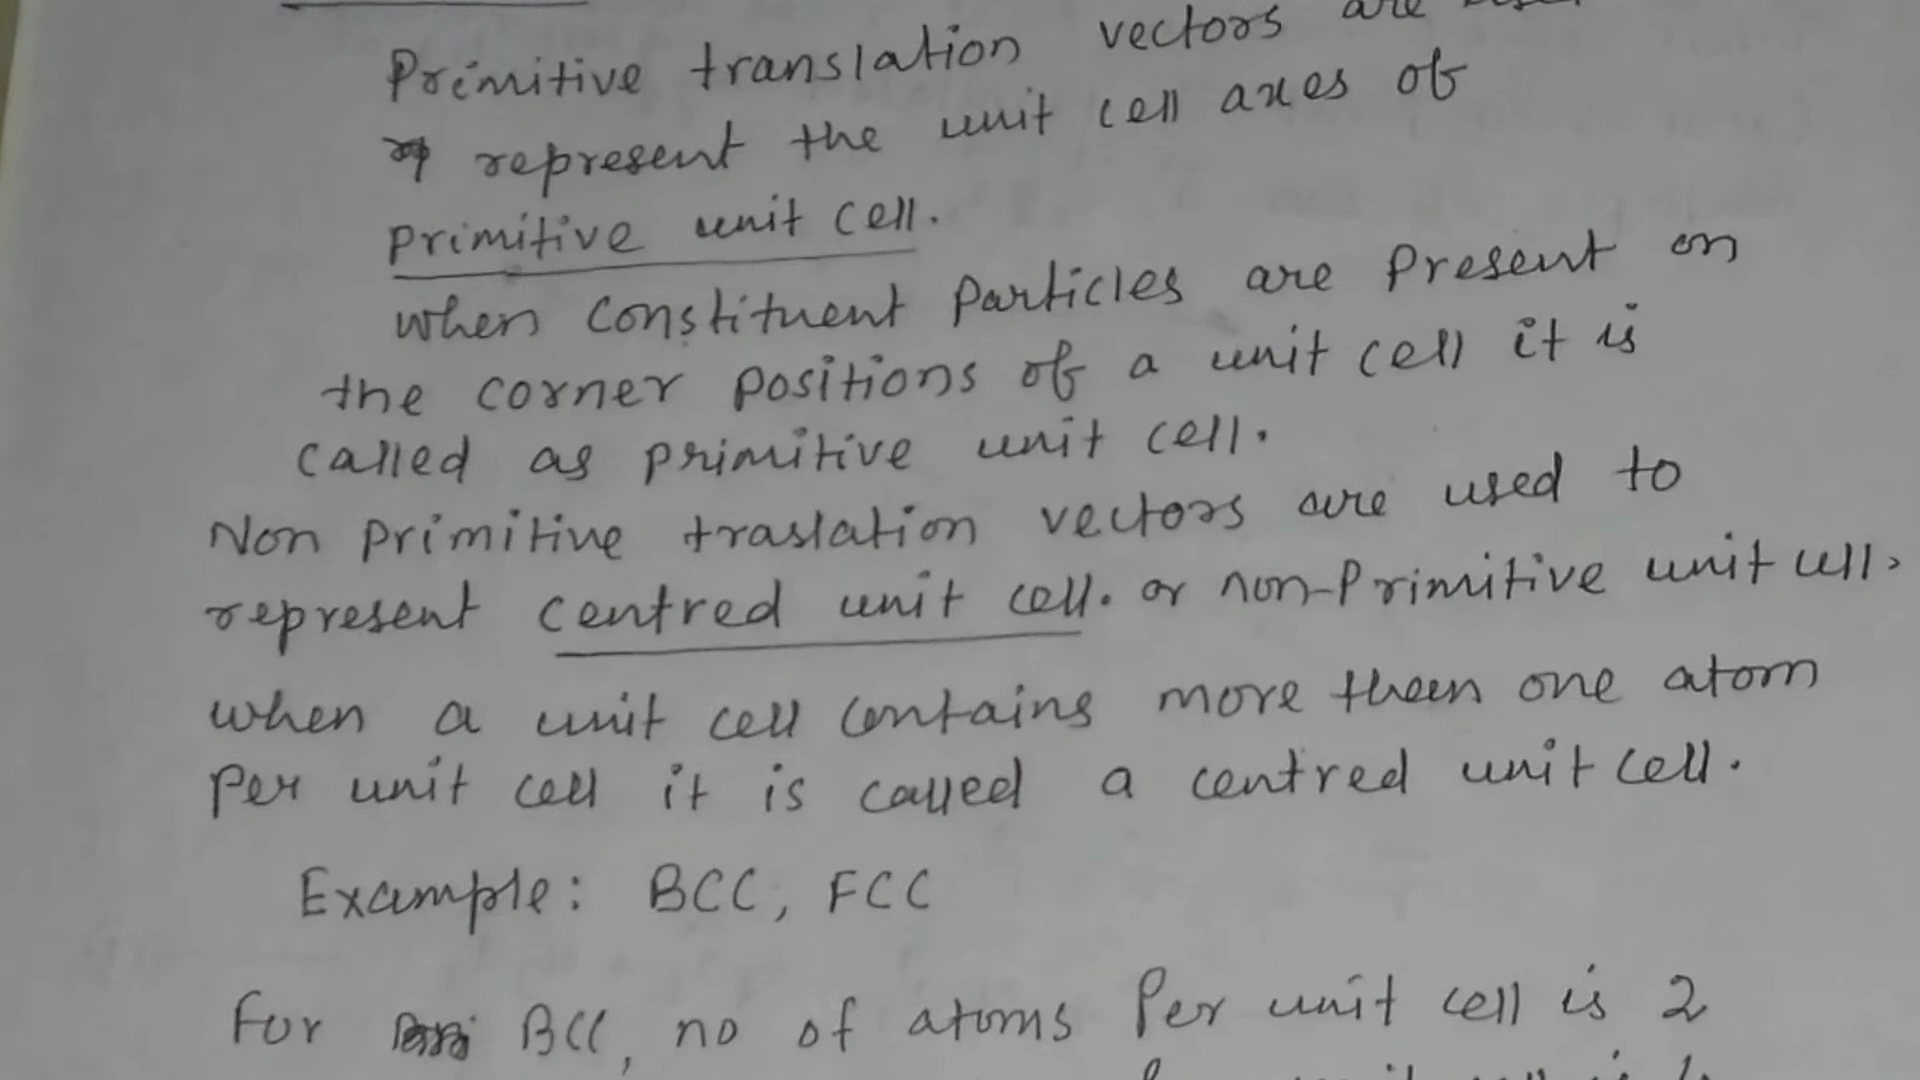 Primitive translation vectors are
represent the unit cell axes of
primitive unit cell.
when constituent particles are present on
the corner positions of a unit cell it is
called as primitive unit cell.
Non primitive traslation vectors are used to
represent centred unit cell. or non-primitive unit cell.
when a unit cell contains more than one atom
per unit cell it is called a centred unit cell.
Example: BCC, FCC
For BCC, no of atoms per unit cell is 2